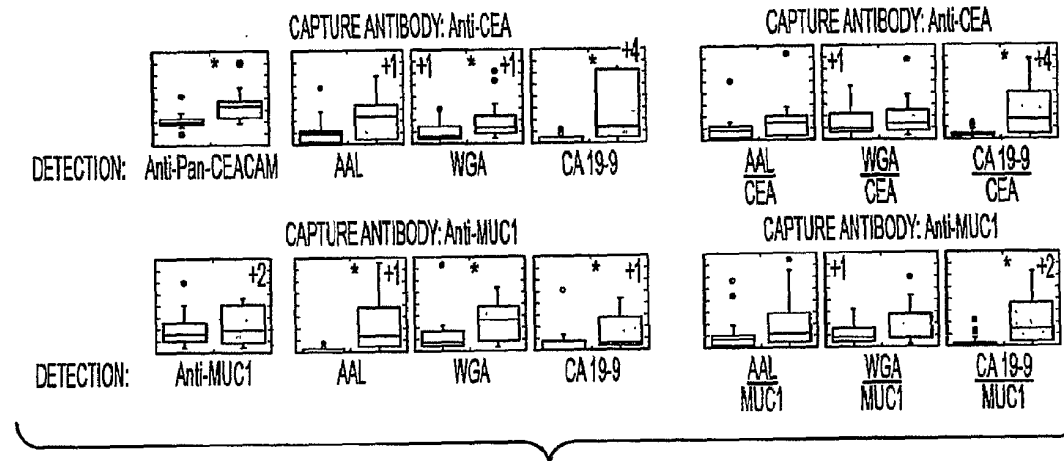 CAPTURE ANTIBODY: Anti-CEA
CAPTURE ANTIBODY: Anti-CEA
* +1 +1 * +1 * +4 +1 * +4
DETECTION: Anti-Pan-CEACAM AAL WGA CA 19-9
AAL WGA CA 19-9
CEA CEA CEA
CAPTURE ANTIBODY: Anti-MUC1
CAPTURE ANTIBODY: Anti-MUC1
+2 * +1 * * +1 +1 * +2
DETECTION: Anti-MUC1 AAL WGA CA 19-9
AAL WGA CA 19-9
MUC1 MUC1 MUC1